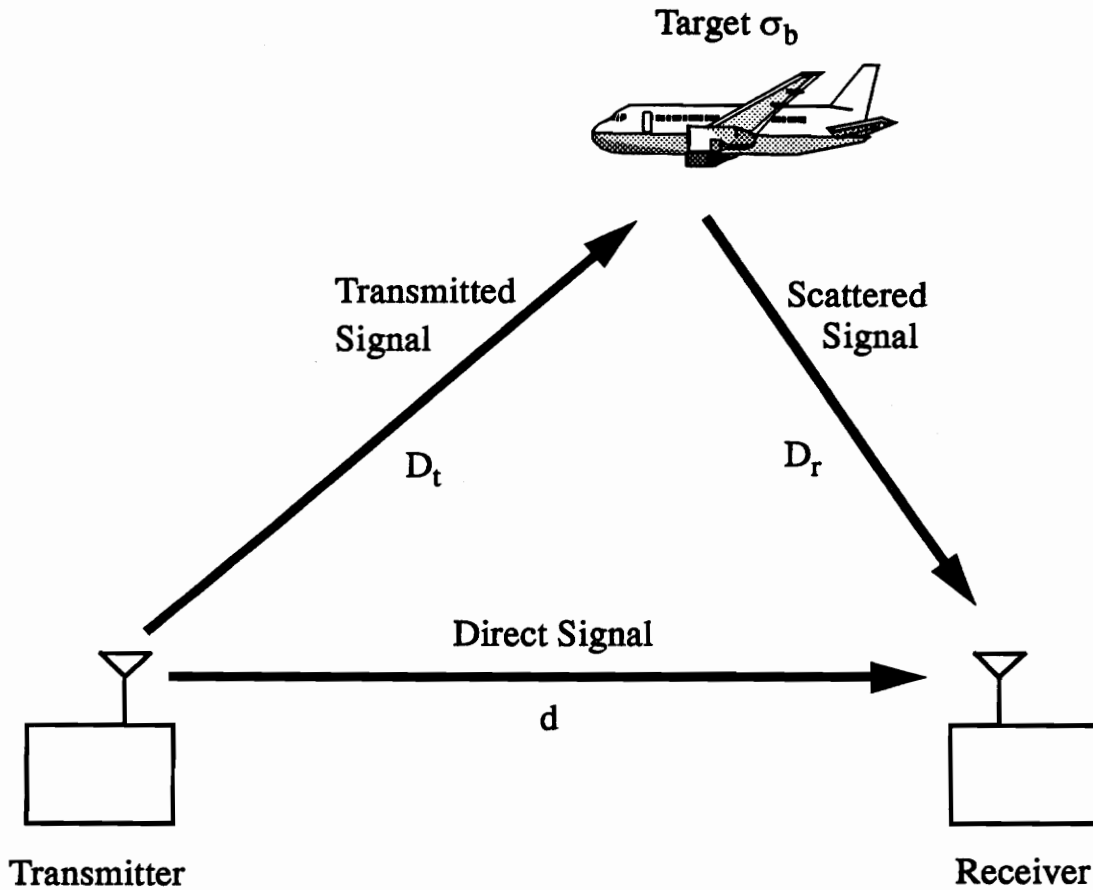 Target σb
Transmitted
Signal
Scattered
Signal
Dt
Dr
Direct Signal
d
Transmitter
Receiver